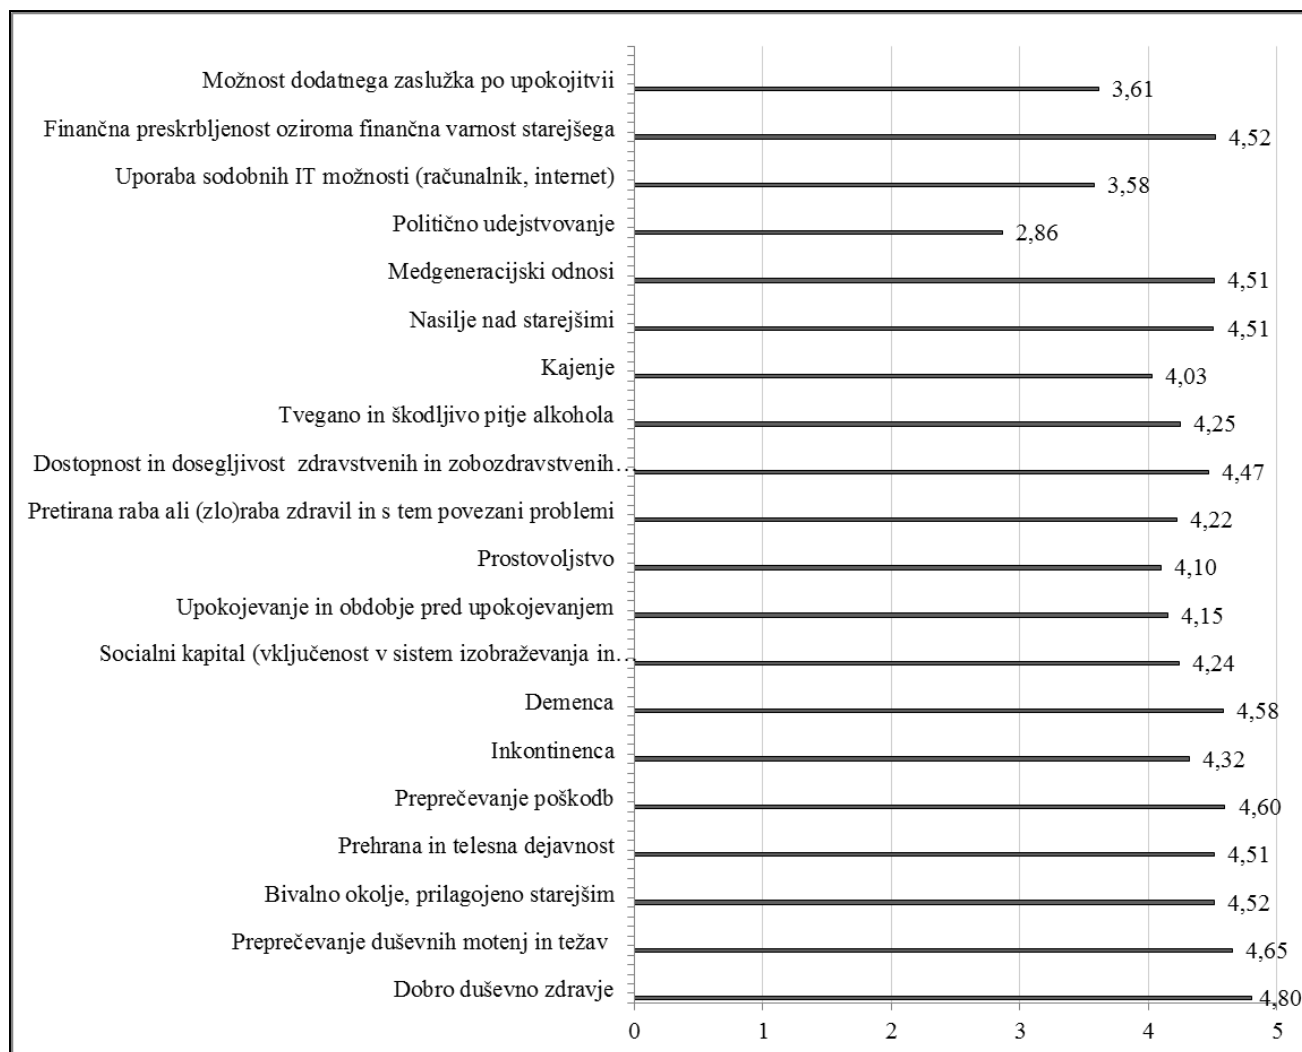 Možnost dodatnega zaslužka po upokojitvii
3,61
Finančna preskrbljenost oziroma finančna varnost starejšega
4,52
Uporaba sodobnih IT možnosti (računalnik, internet)
3,58
Politično udejstvovanje
2,86
Medgeneracijski odnosi
4,51
Nasilje nad starejšimi
4,51
Kajenje
4,03
Tvegano in škodljivo pitje alkohola
4,25
Dostopnost in dosegljivost  zdravstvenih in zobozdravstvenih…
4,47
Pretirana raba ali (zlo)raba zdravil in s tem povezani problemi
4,22
Prostovoljstvo
4,10
Upokojevanje in obdobje pred upokojevanjem
4,15
Socialni kapital (vključenost v sistem izobraževanja in…
4,24
Demenca
4,58
Inkontinenca
4,32
Preprečevanje poškodb
4,60
Prehrana in telesna dejavnost
4,51
Bivalno okolje, prilagojeno starejšim
4,52
Preprečevanje duševnih motenj in težav
4,65
Dobro duševno zdravje
4,80
0 1 2 3 4 5